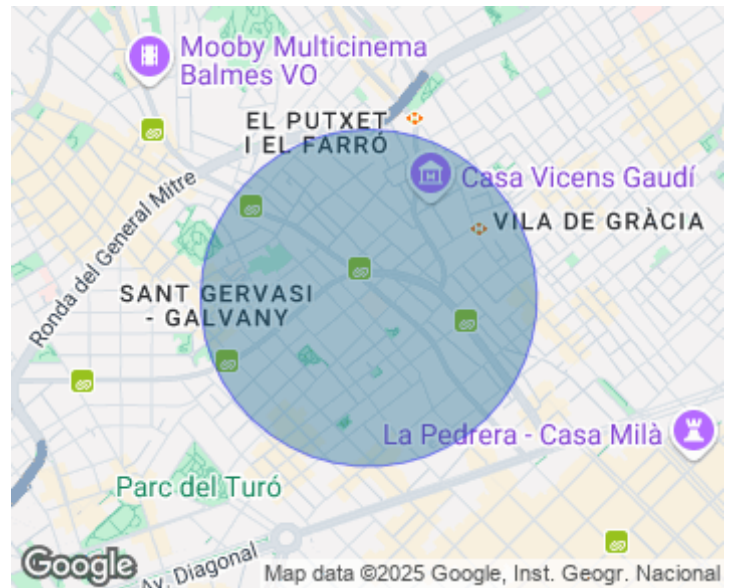 Mooby Multicinema
Balmes VO
EL PUTXET
I EL FARRÓ
Casa Vicens Gaudí
Ronda del General Mitre
VILA DE GRÀCIA
SANT GERVASI
- GALVANY
La Pedrera - Casa Milà
Parc del Turó
Av. Diagonal
Google
Map data ©2025 Google, Inst. Geogr. Nacional